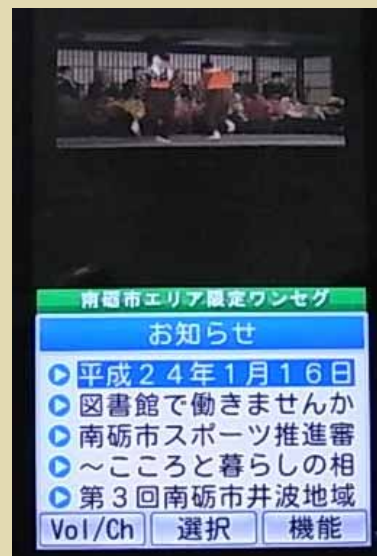 南砺市エリア限定ワンセグ
お知らせ
平成24年1月16日
図書館で働きませんか
南砺市スポーツ推進審
~こころと暮らしの相
第3回南砺市井波地域
Vol/Ch 選択 機能